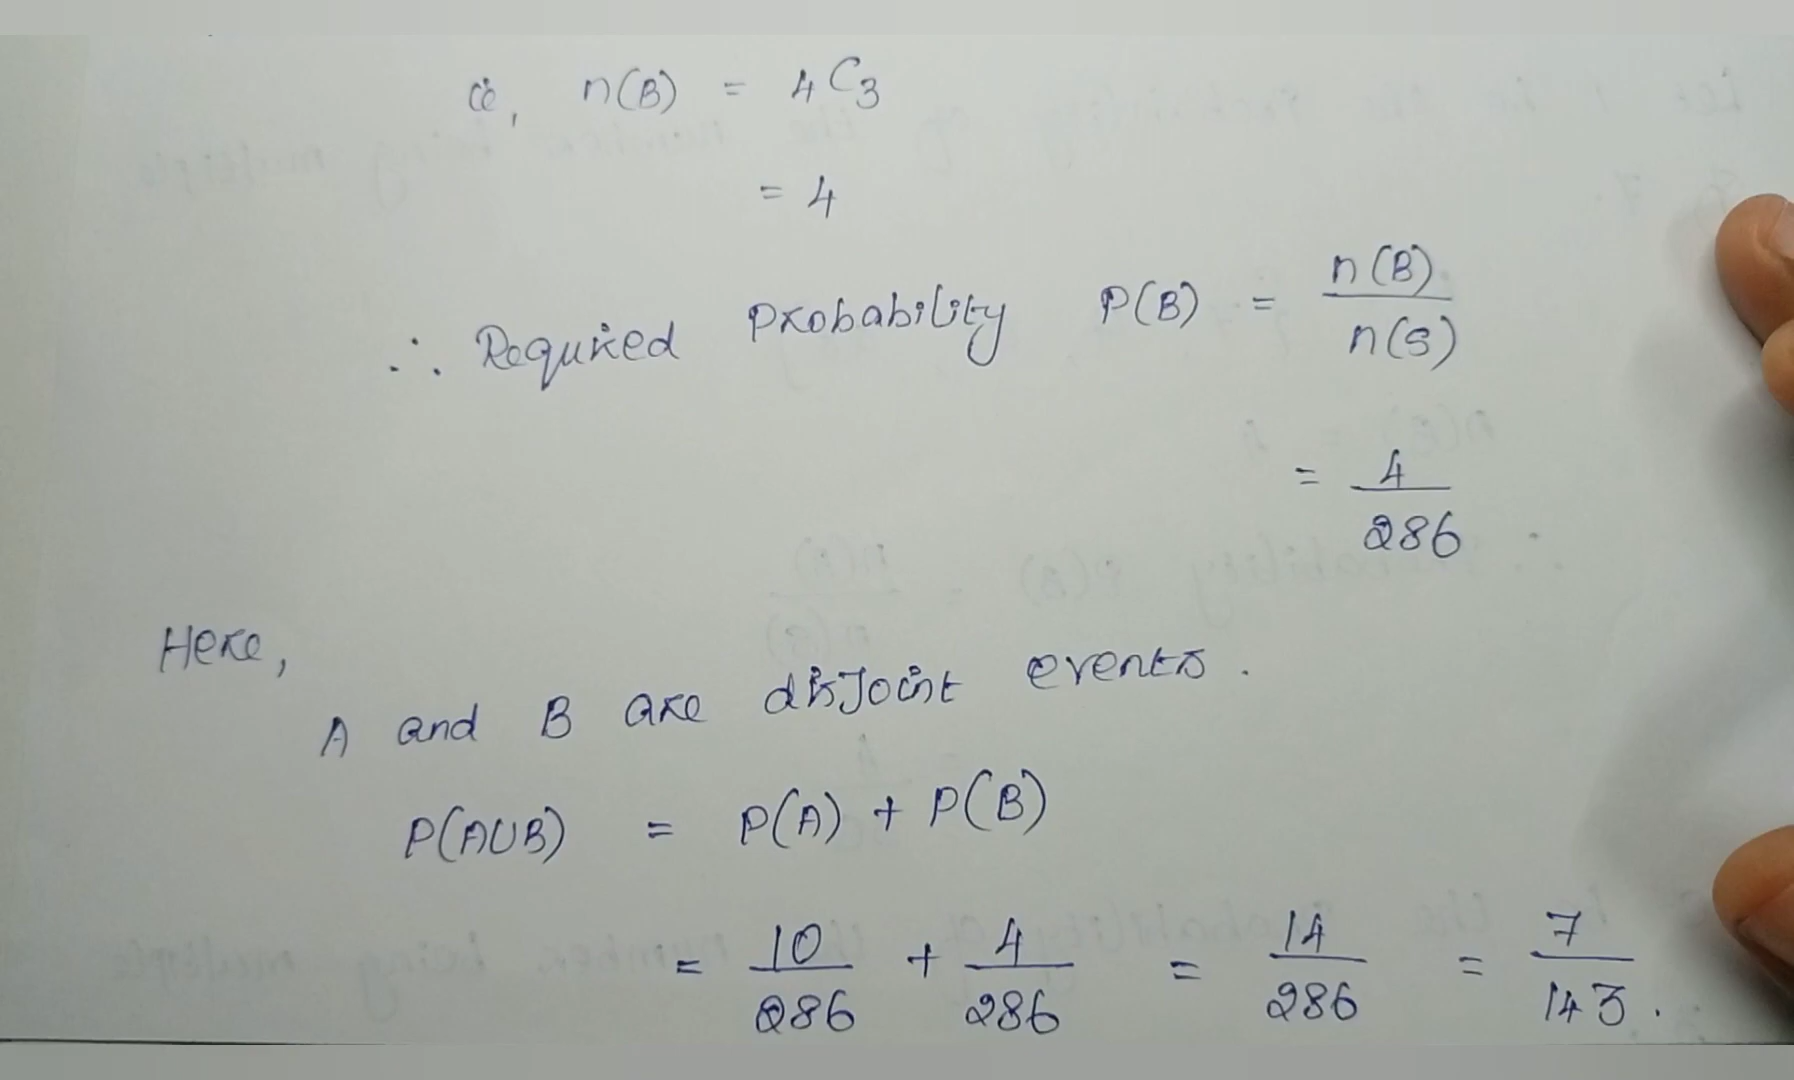 ie, n(B) = 4C3
= 4
∴ Required Probability P(B) = n(B) / n(S)
= 4 / 286
Here,
A and B are disjoint events.
P(A∪B) = P(A) + P(B)
= 10/286 + 4/286 = 14/286 = 7/143.